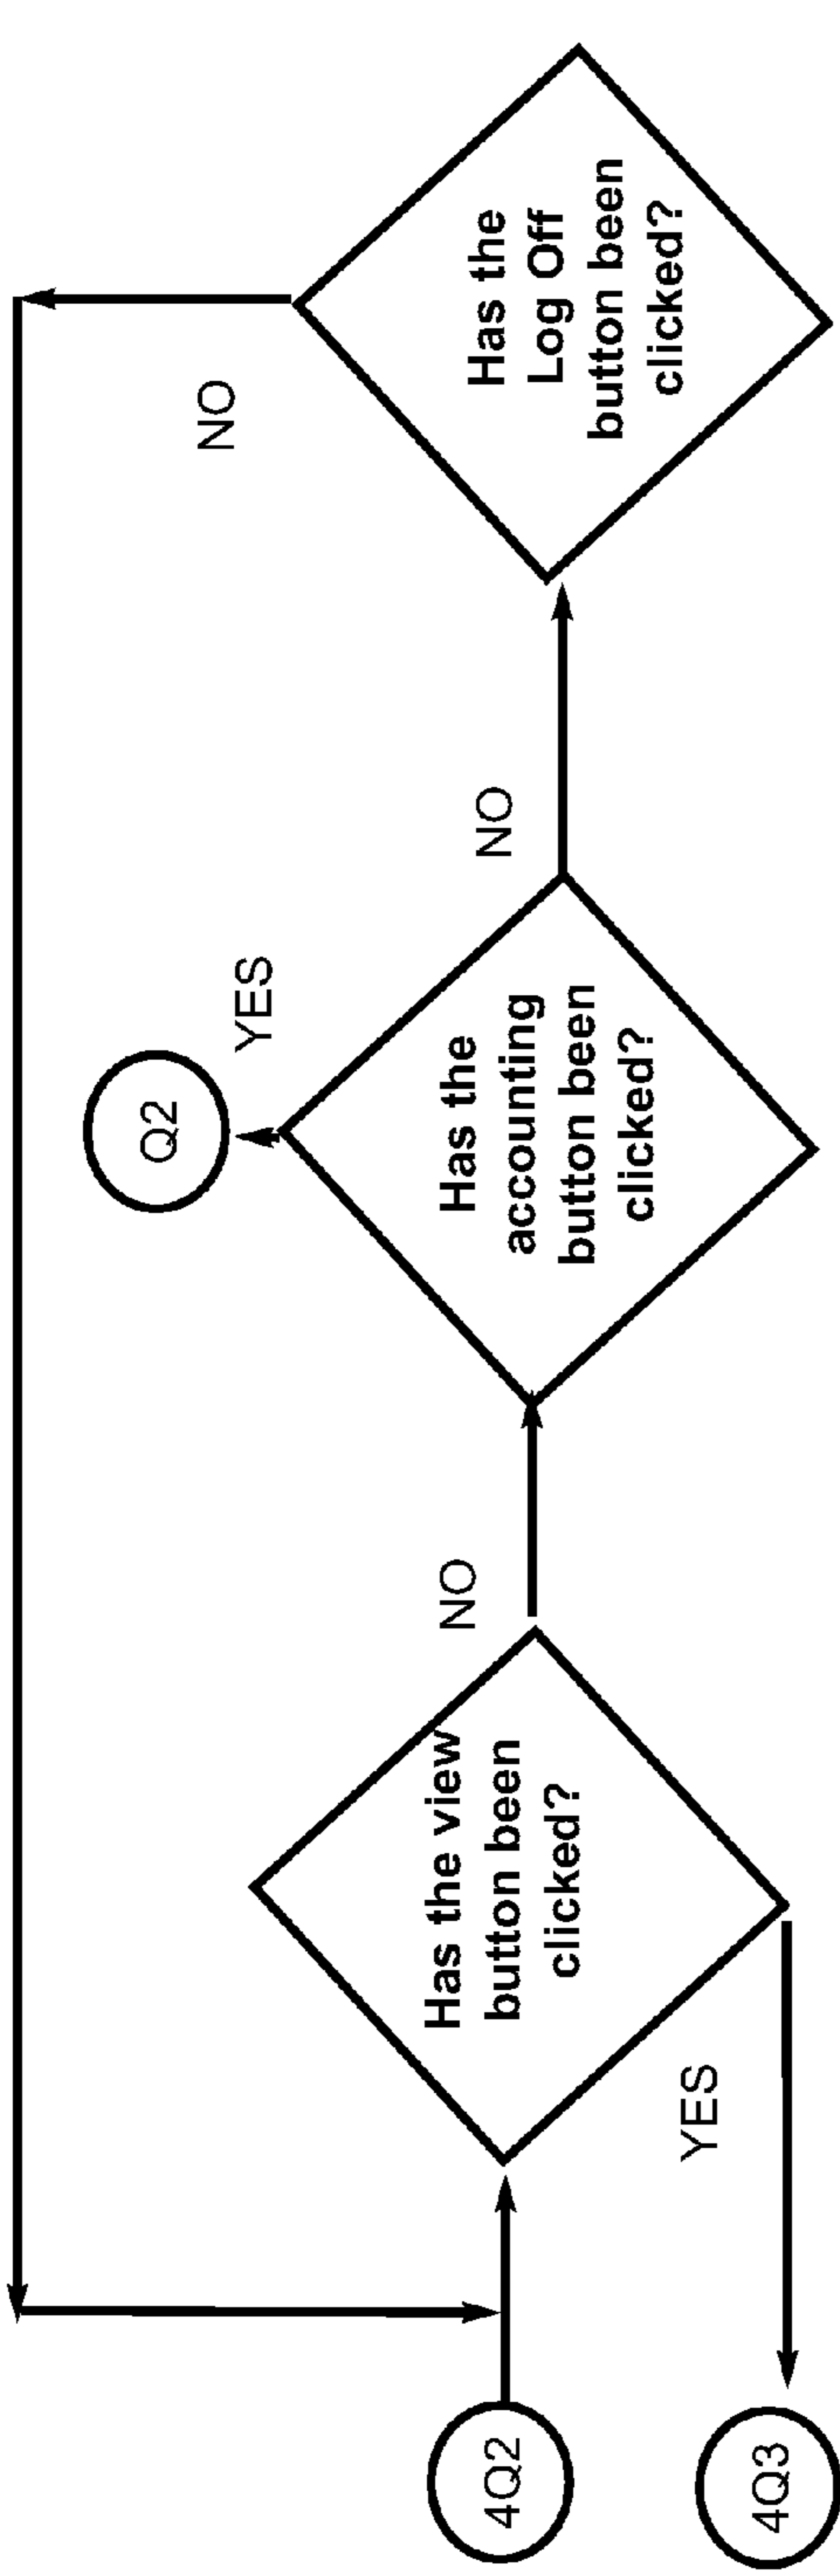 4Q2
4Q3
Has the view
button been
clicked?
YES
NO
Has the
accounting
button been
clicked?
YES
Q2
NO
Has the
Log Off
button been
clicked?
NO